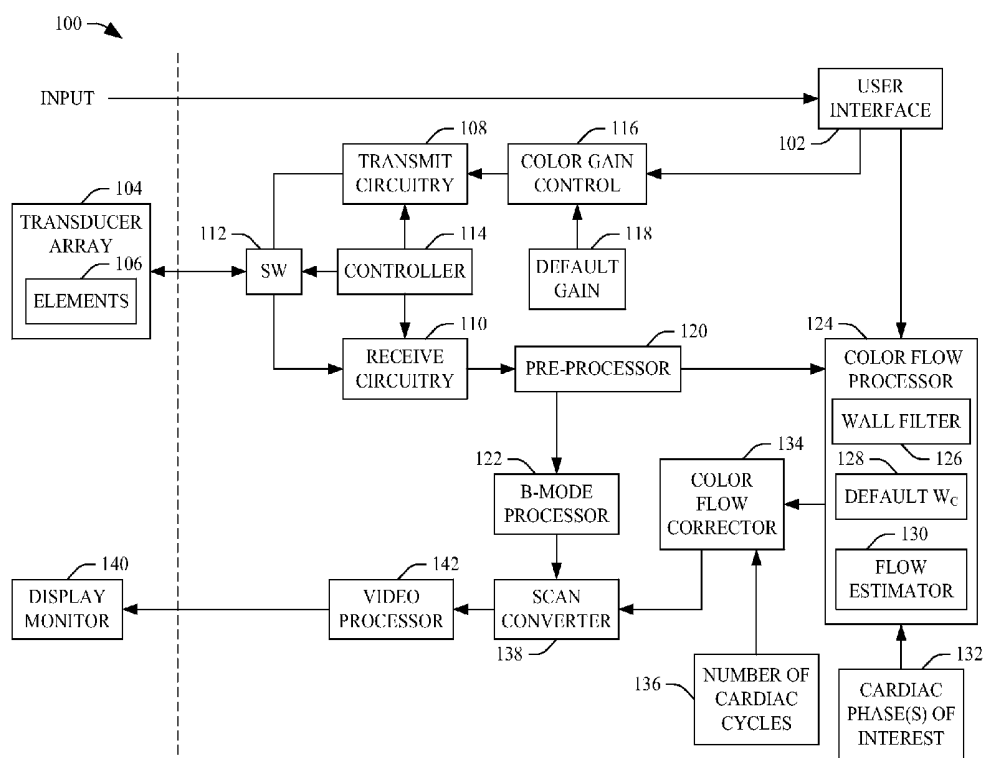 100
INPUT
USER
INTERFACE
102
108
TRANSMIT
CIRCUITRY
116
COLOR GAIN
CONTROL
104
TRANSDUCER
ARRAY
106
ELEMENTS
112
SW
114
CONTROLLER
118
DEFAULT
GAIN
110
RECEIVE
CIRCUITRY
120
PRE-PROCESSOR
124
COLOR FLOW
PROCESSOR
WALL FILTER
126
128
DEFAULT WC
130
FLOW
ESTIMATOR
122
B-MODE
PROCESSOR
134
COLOR
FLOW
CORRECTOR
140
DISPLAY
MONITOR
142
VIDEO
PROCESSOR
SCAN
CONVERTER
138
136
NUMBER OF
CARDIAC
CYCLES
132
CARDIAC
PHASE(S) OF
INTEREST